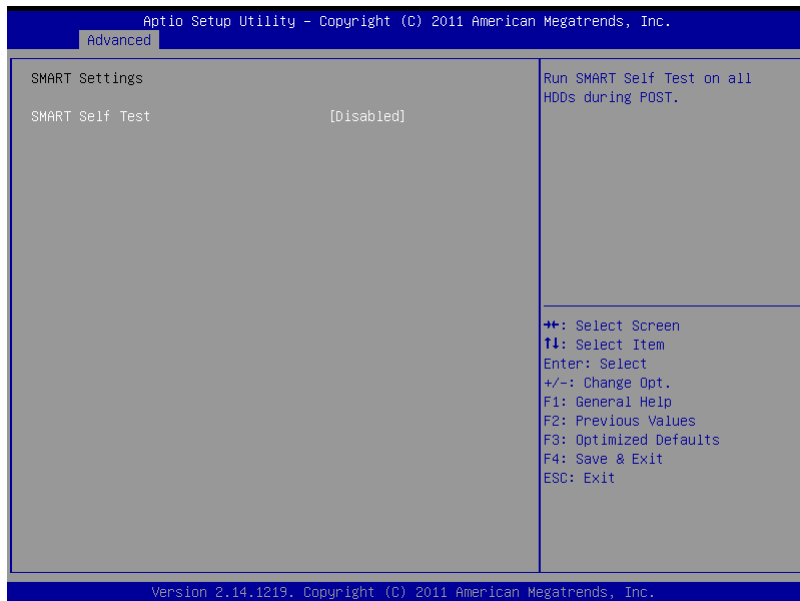 Aptio Setup Utility – Copyright (C) 2011 American Megatrends, Inc.
Advanced
SMART Settings
SMART Self Test [Disabled]
Run SMART Self Test on all
HDDs during POST.
→←: Select Screen
↑↓: Select Item
Enter: Select
+/-: Change Opt.
F1: General Help
F2: Previous Values
F3: Optimized Defaults
F4: Save & Exit
ESC: Exit
Version 2.14.1219. Copyright (C) 2011 American Megatrends, Inc.